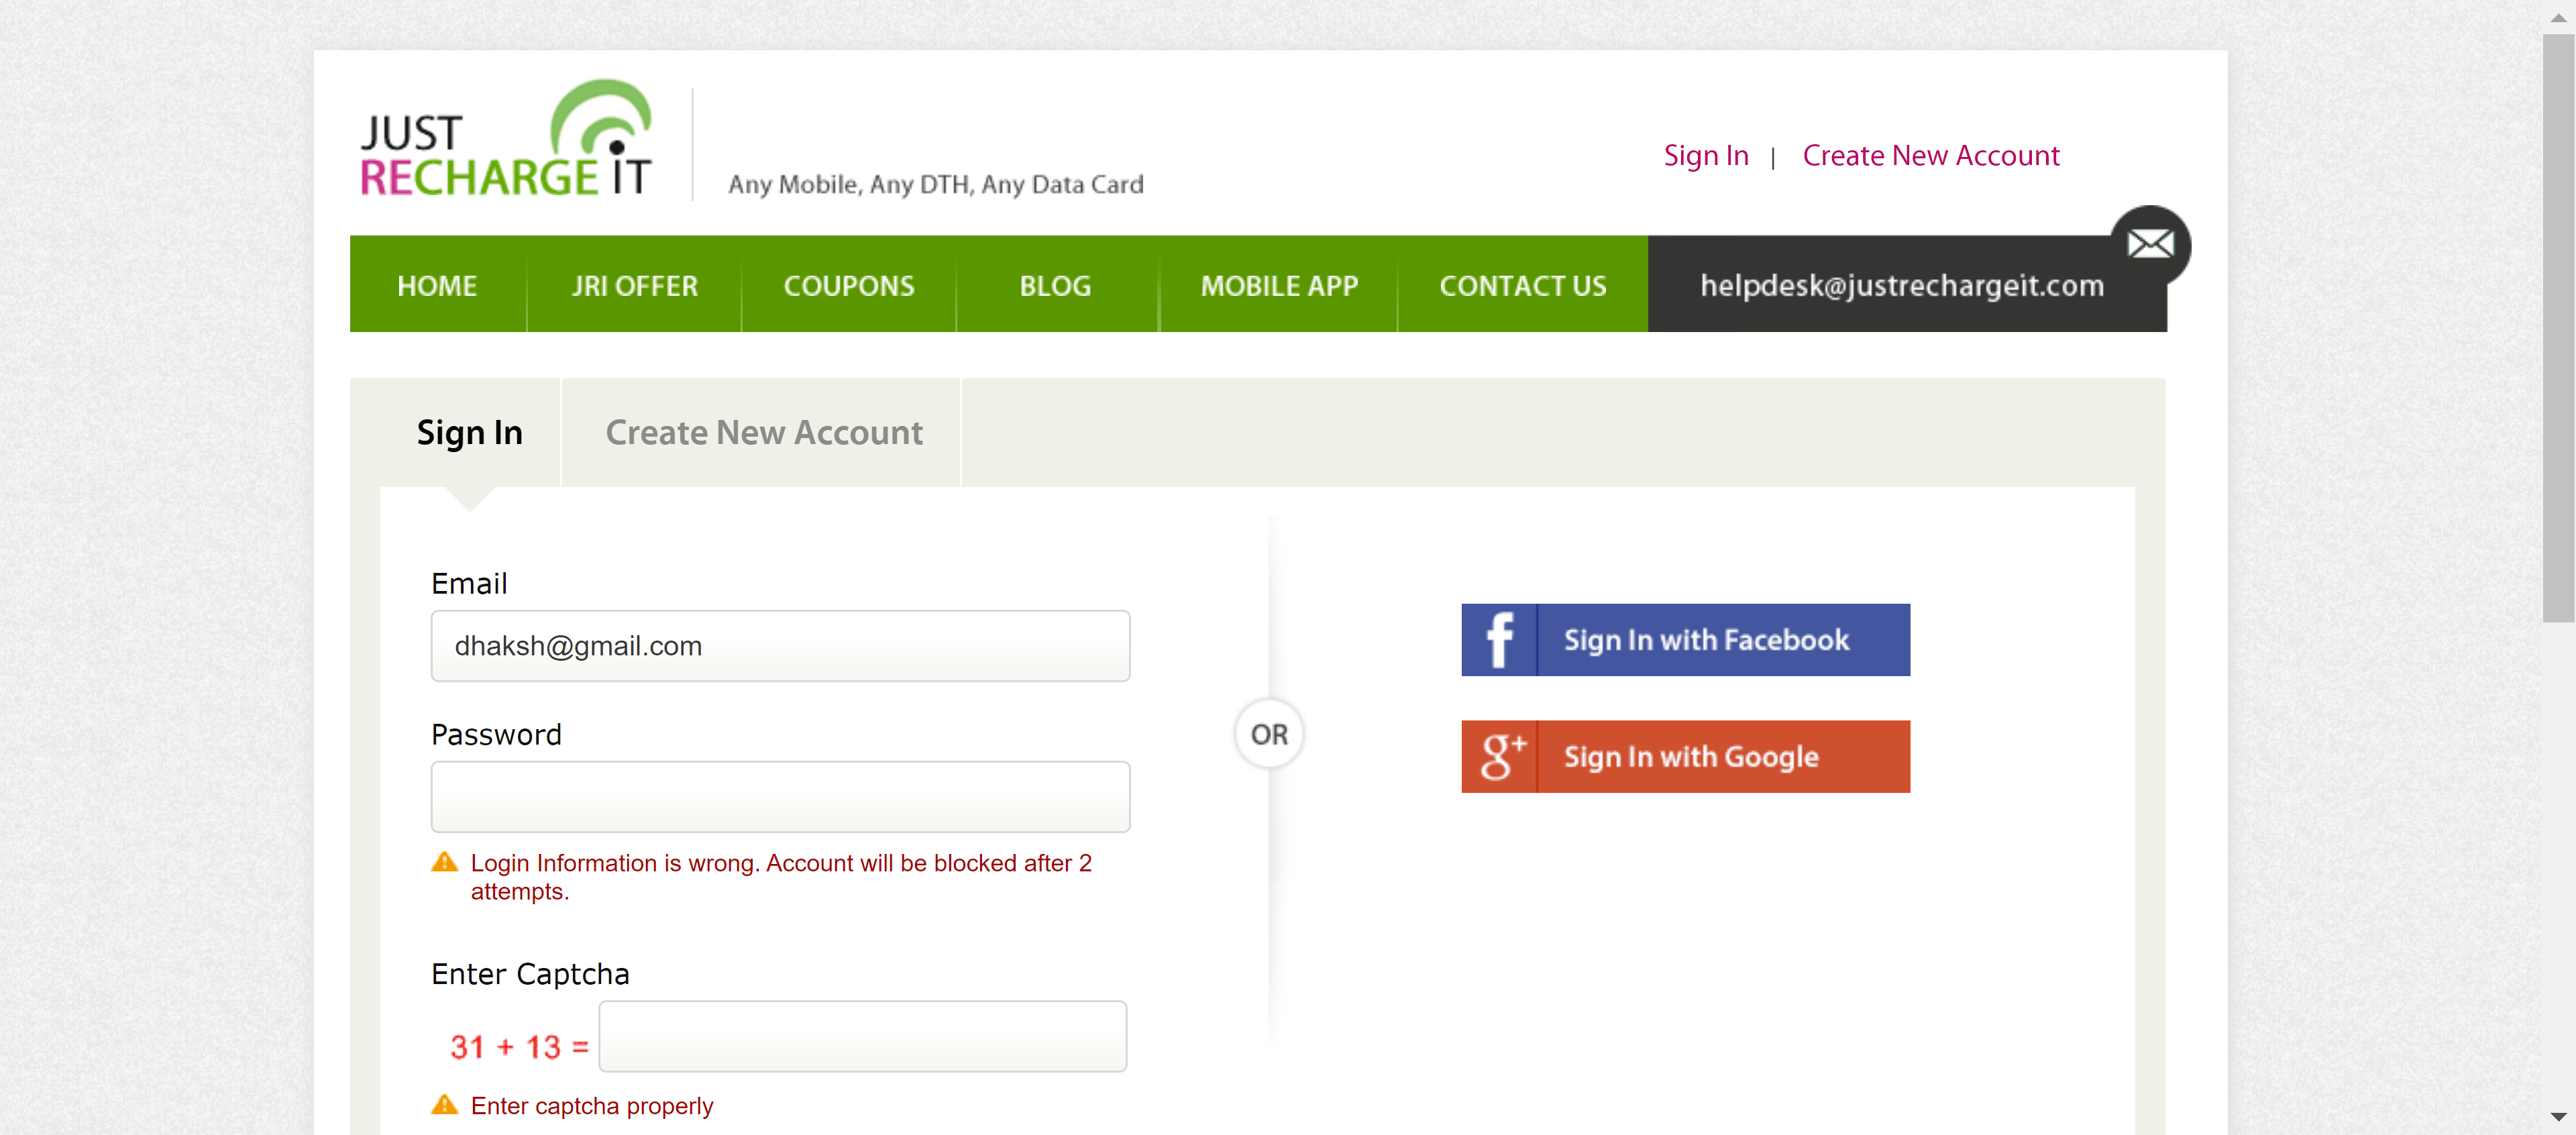 JUST
RECHARGE iT
Any Mobile, Any DTH, Any Data Card
Sign In | Create New Account
HOME JRI OFFER COUPONS BLOG MOBILE APP CONTACT US helpdesk@justrechargeit.com
Sign In Create New Account
Email
dhaksh@gmail.com
Password
Login Information is wrong. Account will be blocked after 2
attempts.
Enter Captcha
31 + 13 =
Enter captcha properly
OR
f Sign In with Facebook
g+ Sign In with Google